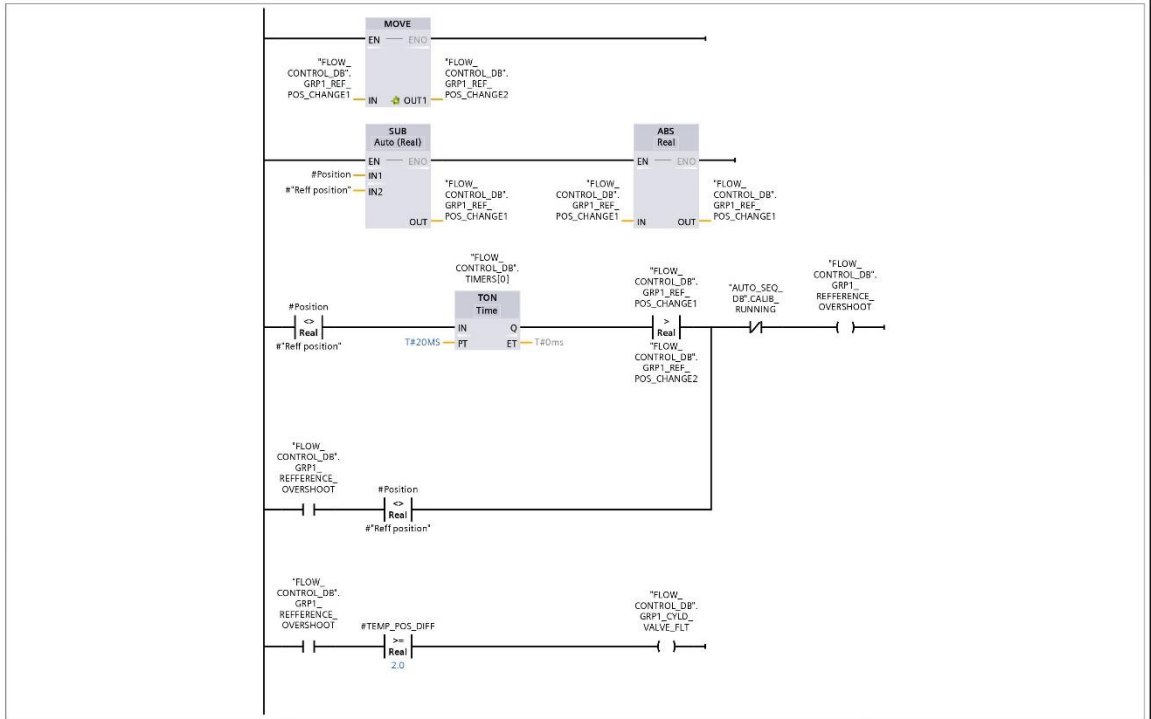 MOVE
EN
ENO
"FLOW_
CONTROL_DB".
GRP1_REF_
POS_CHANGE1
IN
OUT1
"FLOW_
CONTROL_DB".
GRP1_REF_
POS_CHANGE2
SUB
Auto (Real)
EN
ENO
#Position
IN1
#"Reff position"
IN2
OUT
"FLOW_
CONTROL_DB".
GRP1_REF_
POS_CHANGE1
ABS
Real
EN
ENO
"FLOW_
CONTROL_DB".
GRP1_REF_
POS_CHANGE1
IN
OUT
"FLOW_
CONTROL_DB".
GRP1_REF_
POS_CHANGE1
#Position
<>
Real
#"Reff position"
"FLOW_
CONTROL_DB".
TIMERS[0]
TON
Time
IN
Q
T#20MS
PT
ET
T#0ms
"FLOW_
CONTROL_DB".
GRP1_REF_
POS_CHANGE1
>
Real
"FLOW_
CONTROL_DB".
GRP1_REF_
POS_CHANGE2
"AUTO_SEQ_
DB".CALIB_
RUNNING
"FLOW_
CONTROL_DB".
GRP1_
REFFERENCE_
OVERSHOOT
"FLOW_
CONTROL_DB".
GRP1_
REFFERENCE_
OVERSHOOT
#Position
<>
Real
#"Reff position"
"FLOW_
CONTROL_DB".
GRP1_
REFFERENCE_
OVERSHOOT
#TEMP_POS_DIFF
>=
Real
2.0
"FLOW_
CONTROL_DB".
GRP1_CYLD_
VALVE_FLT